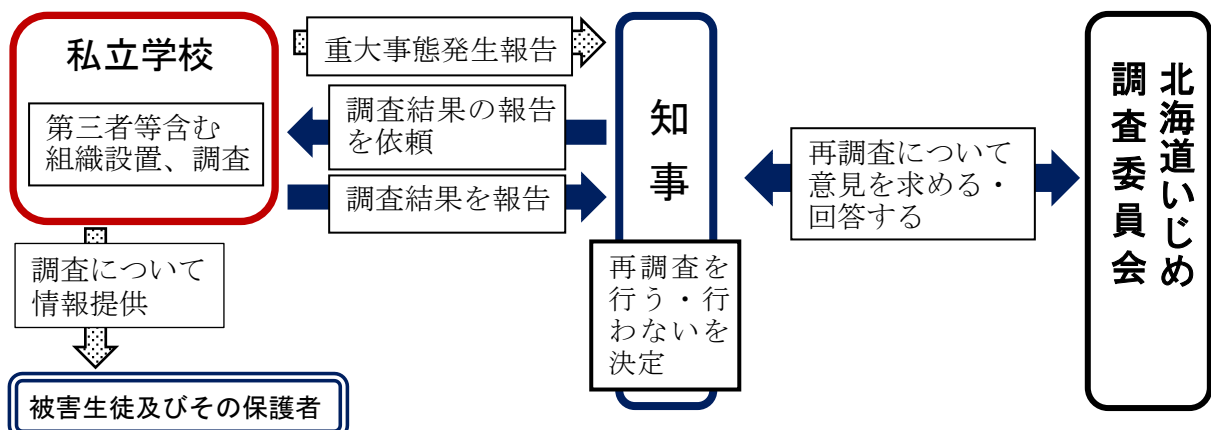 私立学校
第三者等含む
組織設置、調査
重大事態発生報告
調査結果の報告
を依頼
調査結果を報告
調査について
情報提供
被害生徒及びその保護者
知事
再調査を
行う・行
わないを
決定
再調査について
意見を求める・
回答する
北海道いじめ
調査委員会